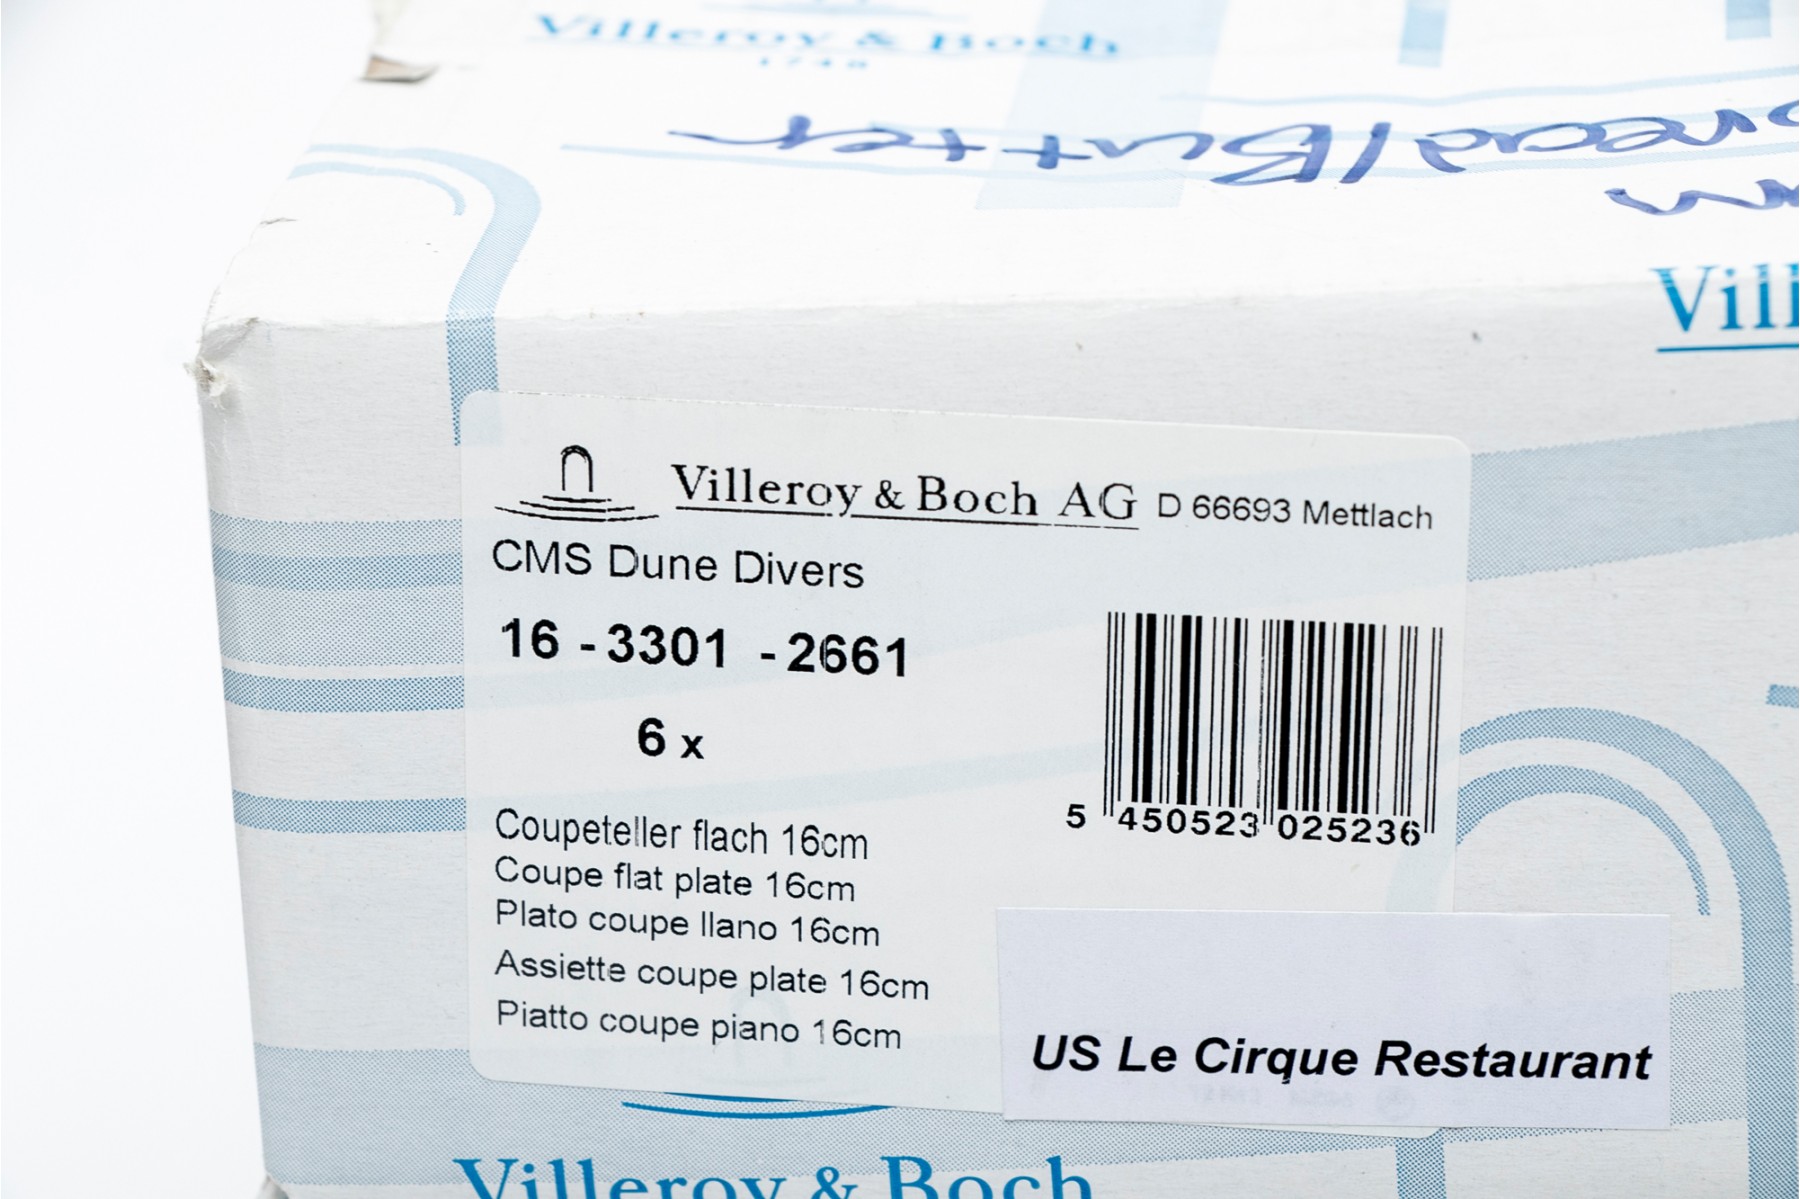 Villeroy & Boch
1748
Bread/Butter
Vill
Villeroy & Boch AG D 66693 Mettlach
CMS Dune Divers
16 - 3301 - 2661
6 x
5 450523 025236
Coupeteller flach 16cm
Coupe flat plate 16cm
Plato coupe llano 16cm
Assiette coupe plate 16cm
Piatto coupe piano 16cm
US Le Cirque Restaurant
Villeroy & Boch